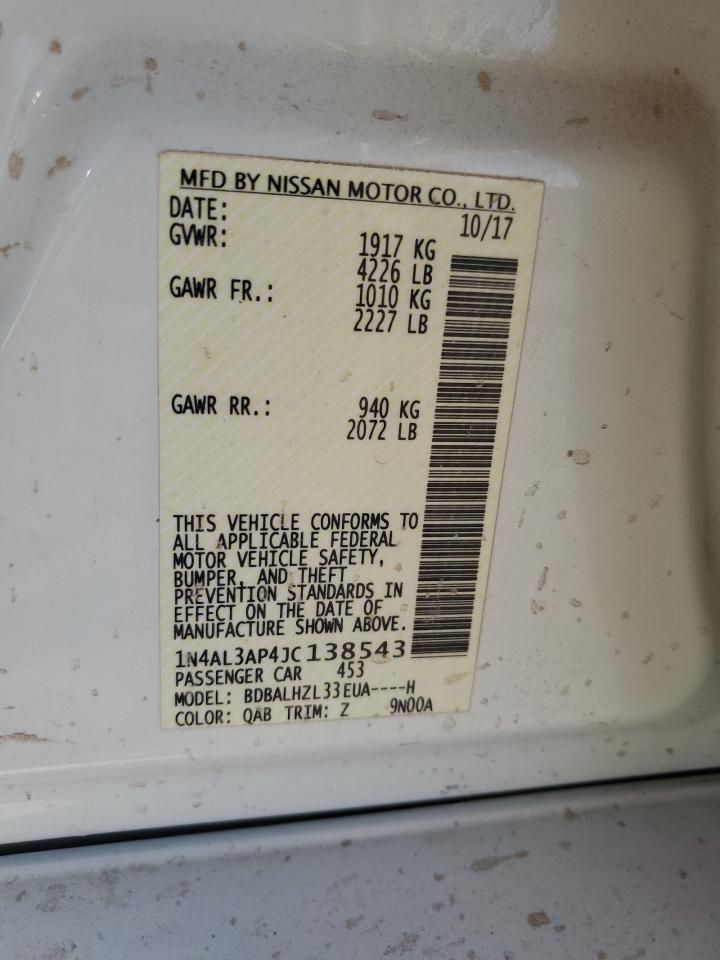 MFD BY NISSAN MOTOR CO., LTD.
DATE: 10/17
GVWR: 1917 KG
4226 LB
GAWR FR.: 1010 KG
2227 LB
GAWR RR.: 940 KG
2072 LB
THIS VEHICLE CONFORMS TO
ALL APPLICABLE FEDERAL
MOTOR VEHICLE SAFETY,
BUMPER, AND THEFT
PREVENTION STANDARDS IN
EFFECT ON THE DATE OF
MANUFACTURE SHOWN ABOVE.
1N4AL3AP4JC138543
PASSENGER CAR 453
MODEL: BDBALHZL33EUA----H
COLOR: QAB TRIM: Z 9N00A